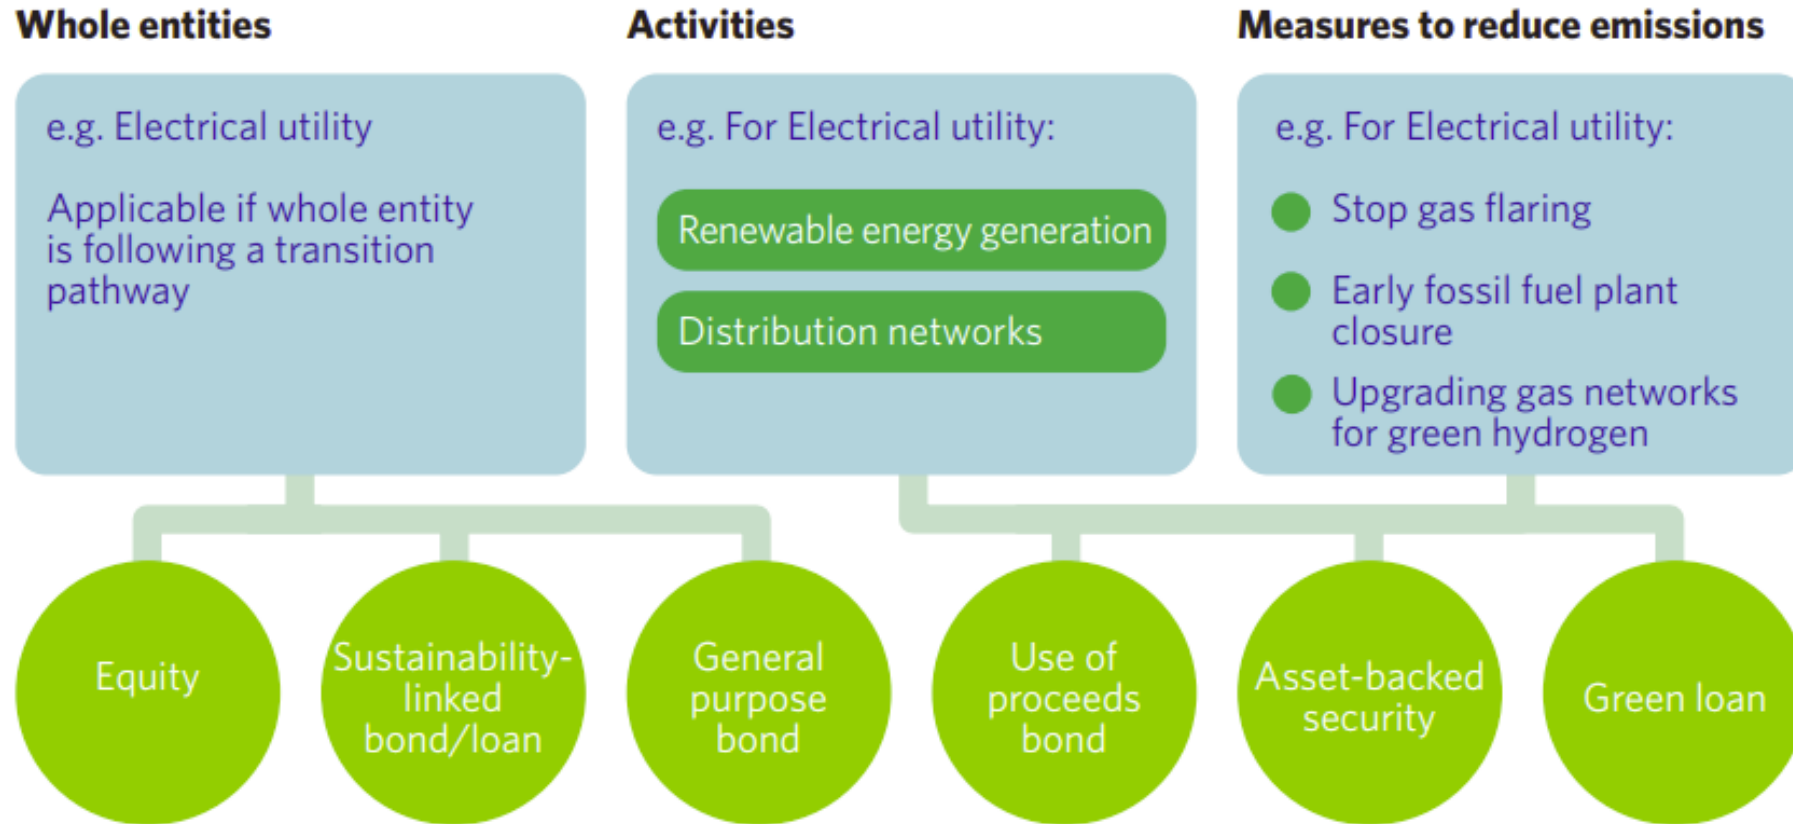 Whole entities
e.g. Electrical utility
Applicable if whole entity
is following a transition
pathway
Activities
e.g. For Electrical utility:
Renewable energy generation
Distribution networks
Measures to reduce emissions
e.g. For Electrical utility:
Stop gas flaring
Early fossil fuel plant
closure
Upgrading gas networks
for green hydrogen
Equity
Sustainability-
linked
bond/loan
General
purpose
bond
Use of
proceeds
bond
Asset-backed
security
Green loan